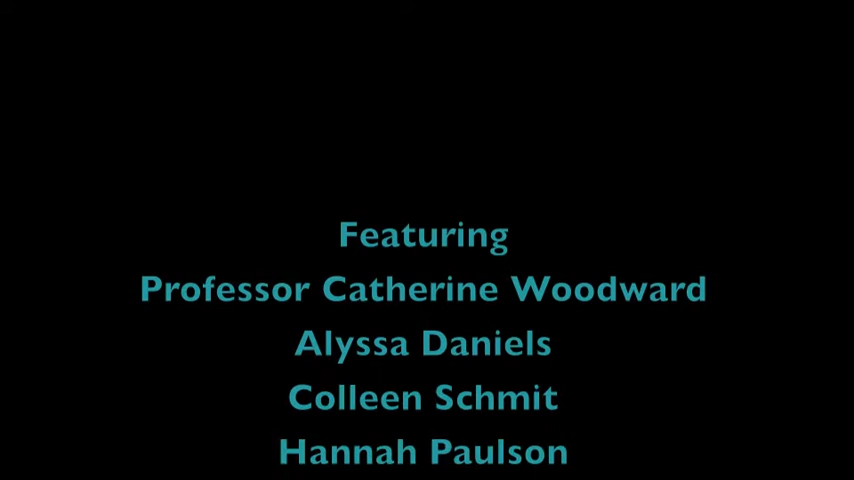 Featuring
Professor Catherine Woodward
Alyssa Daniels
Colleen Schmit
Hannah Paulson